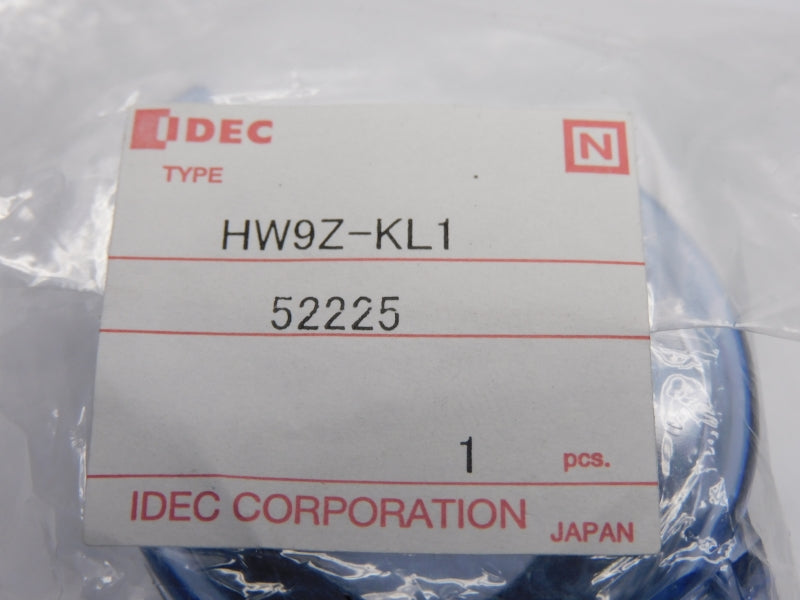 IDEC
N
TYPE
HW9Z-KL1
52225
1 pcs.
IDEC CORPORATION JAPAN